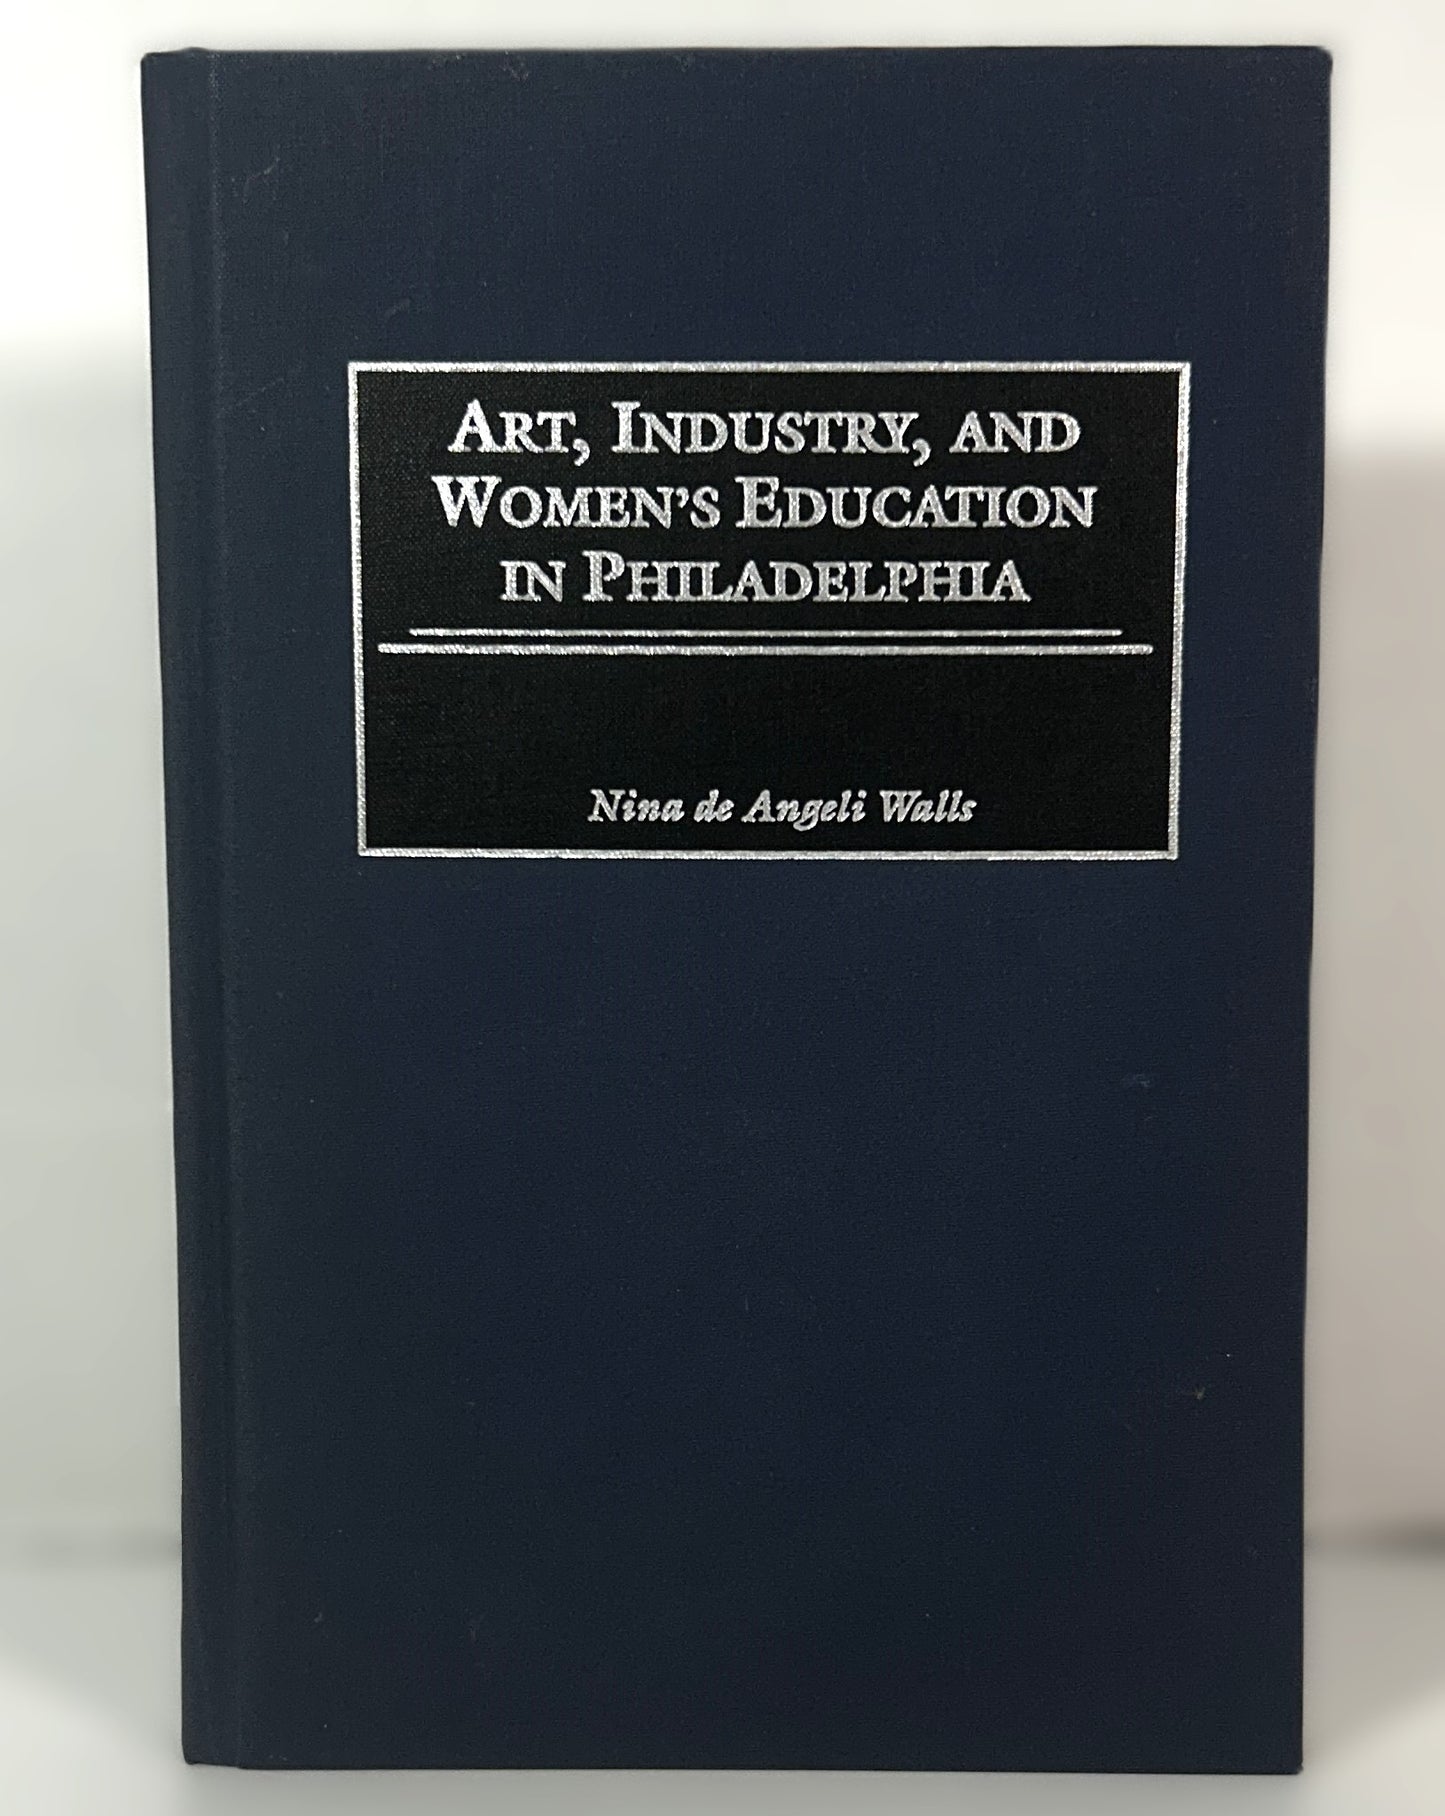 ART, INDUSTRY, AND
WOMEN'S EDUCATION
IN PHILADELPHIA
Nina de Angeli Walls